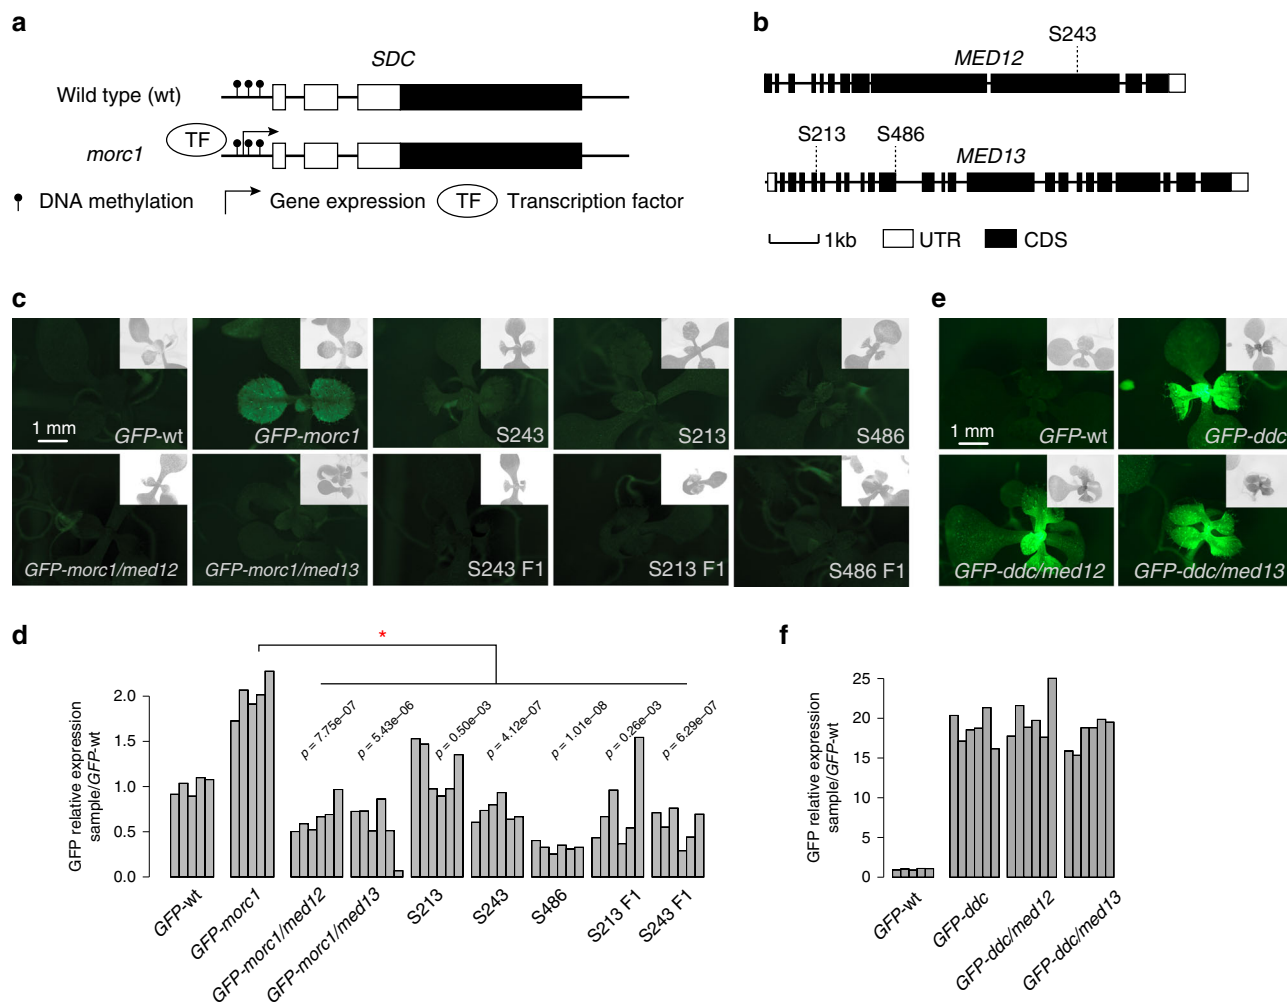 a
SDC
Wild type (wt)
TF
morc1
DNA methylation
Gene expression
TF
Transcription factor
b
S243
MED12
S213
S486
MED13
1kb
UTR
CDS
c
1 mm
GFP-wt
GFP-morc1
S243
S213
S486
GFP-morc1/med12
GFP-morc1/med13
S243 F1
S213 F1
S486 F1
e
1 mm
GFP-wt
GFP-ddc
GFP-ddc/med12
GFP-ddc/med13
d
*
GFP relative expression
sample/GFP-wt
2.0
1.5
1.0
0.5
0.0
p = 7.75e–07
p = 5.43e–06
p = 0.50e–03
p = 4.12e–07
p = 1.01e–08
p = 0.26e–03
p = 6.29e–07
GFP-wt
GFP-morc1
GFP-morc1/med12
GFP-morc1/med13
S213
S243
S486
S213 F1
S243 F1
f
GFP relative expression
sample/GFP-wt
25
20
15
10
5
0
GFP-wt
GFP-ddc
GFP-ddc/med12
GFP-ddc/med13